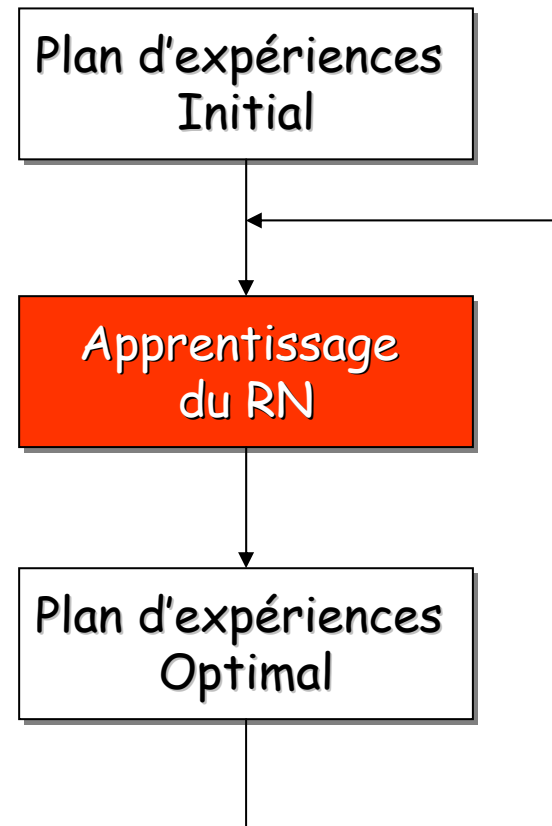 Plan d’expériences
Initial
Apprentissage
du RN
Plan d’expériences
Optimal